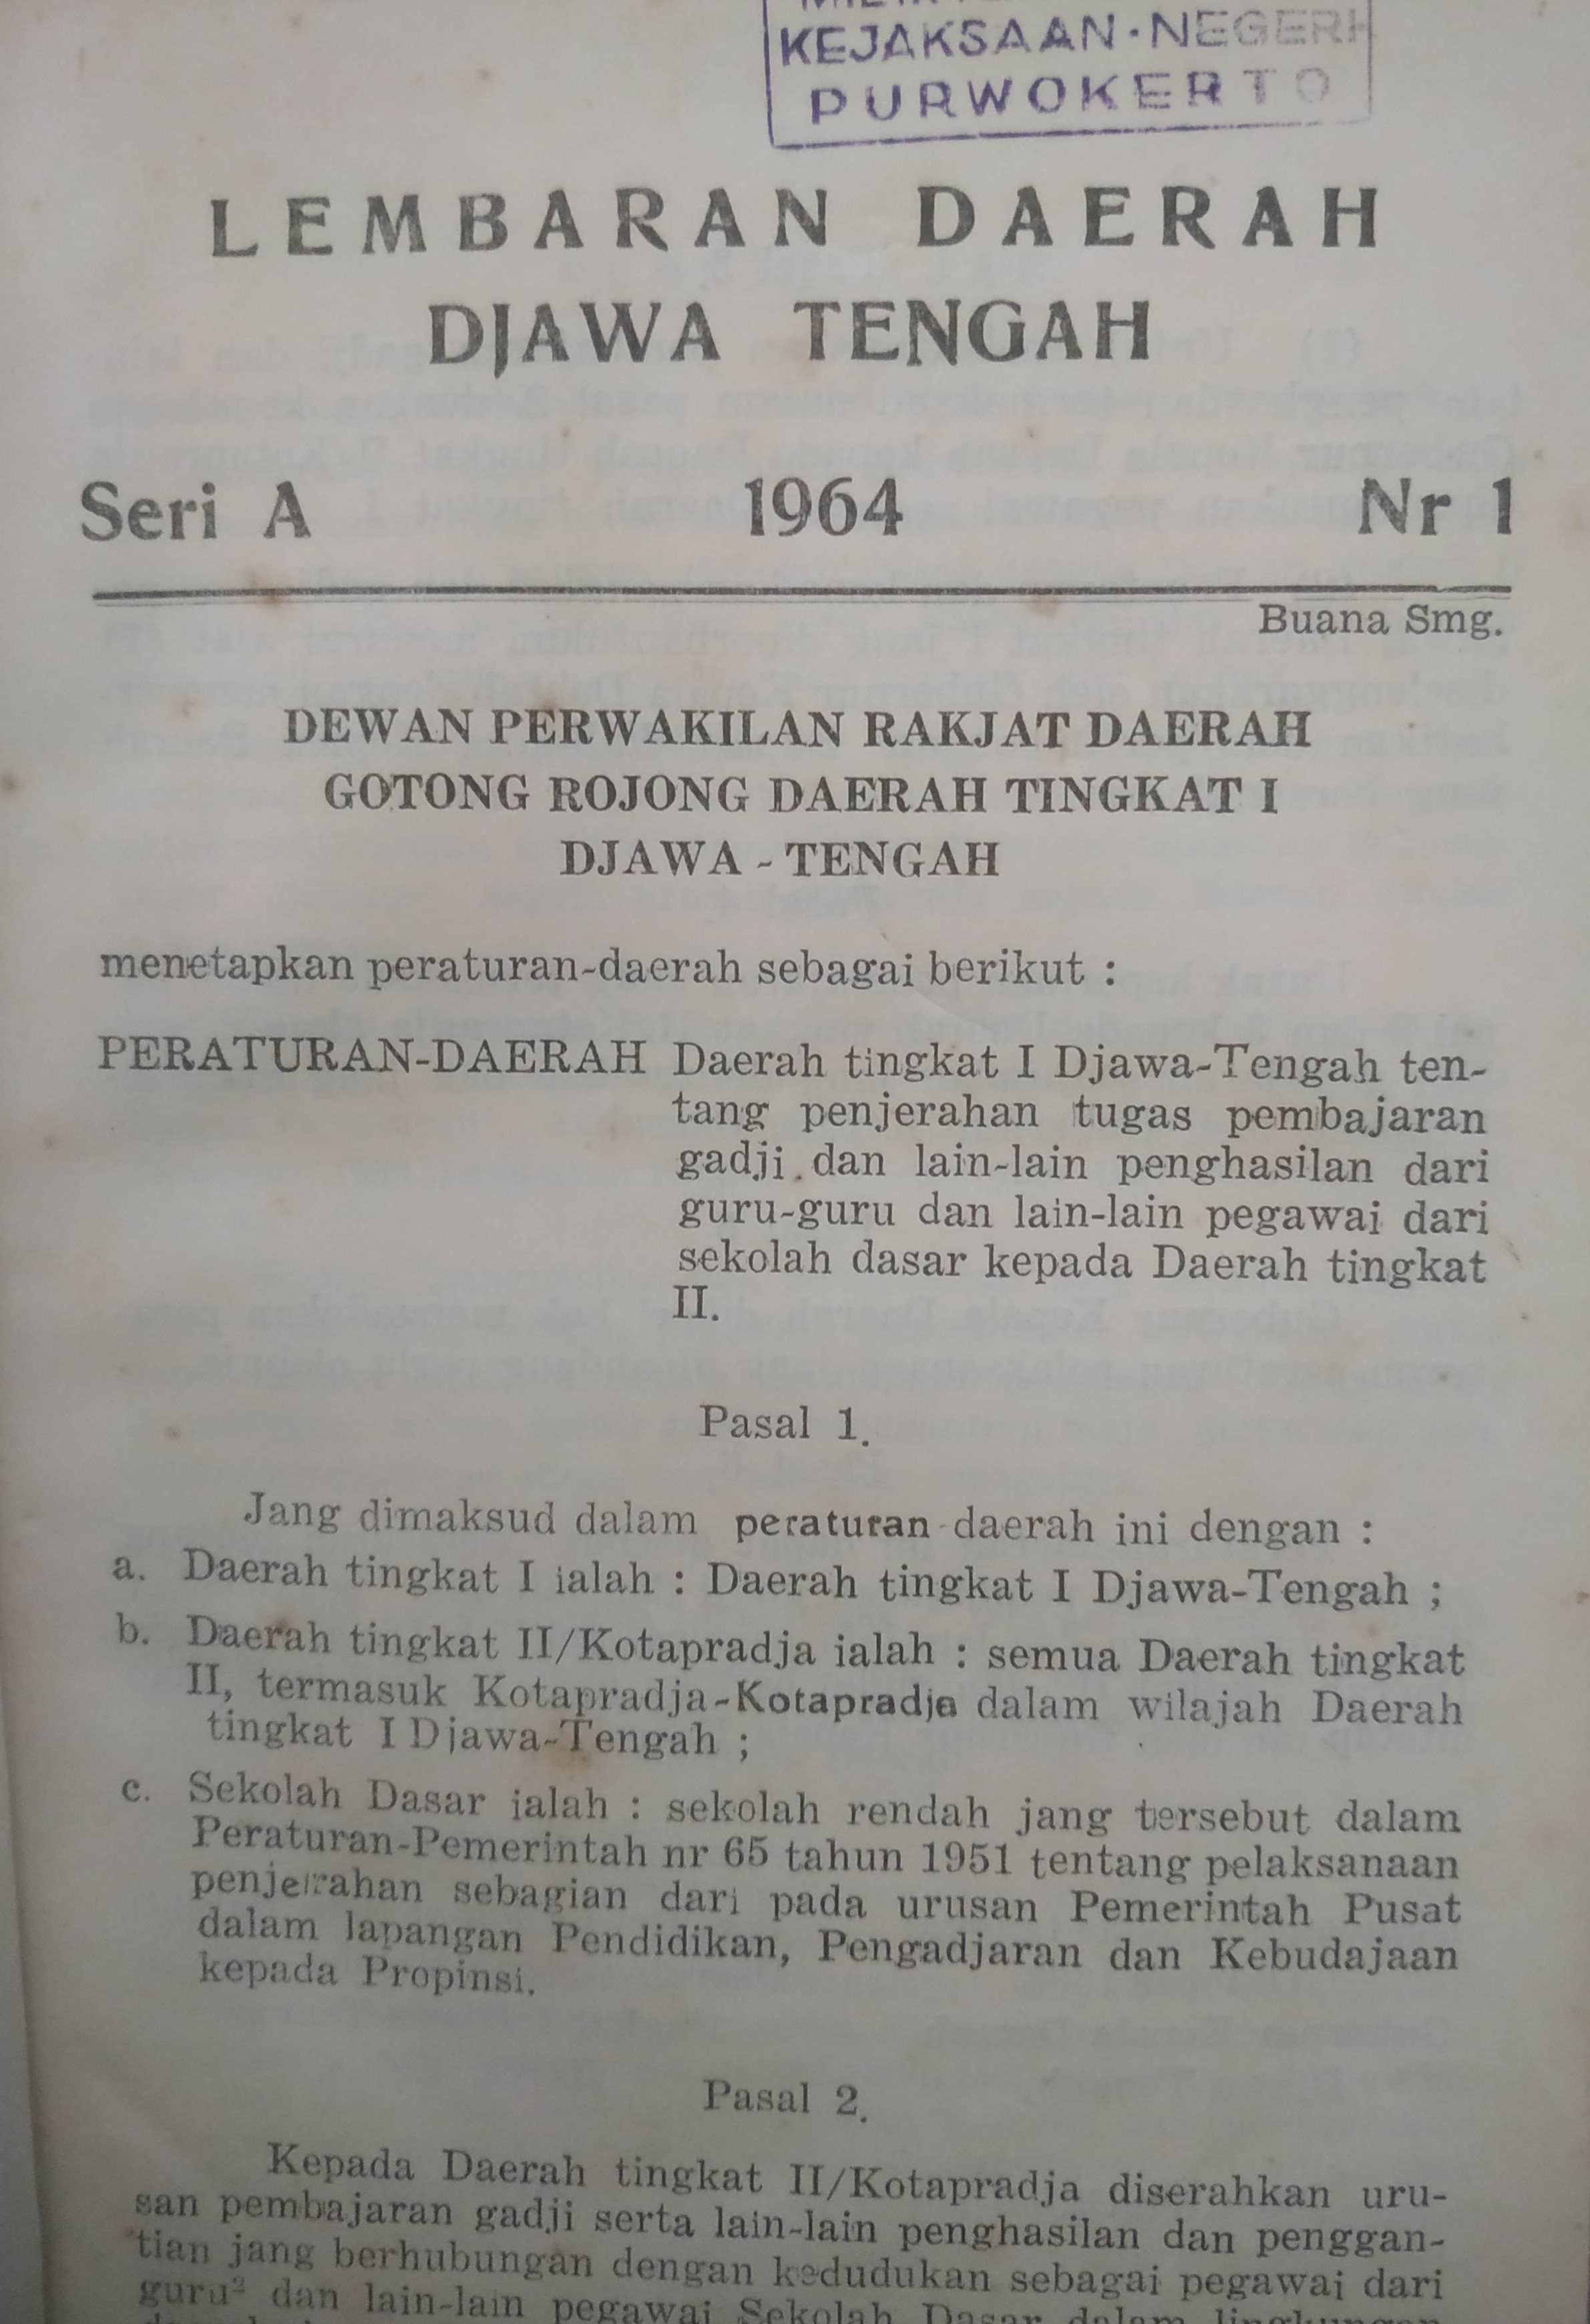 KEJAKSAAN·NEGERI
PURWOKERTO
LEMBARAN DAERAH
DJAWA TENGAH
Seri A 1964 Nr 1
Buana Smg.
DEWAN PERWAKILAN RAKJAT DAERAH
GOTONG ROJONG DAERAH TINGKAT I
DJAWA - TENGAH
menetapkan peraturan-daerah sebagai berikut :
PERATURAN-DAERAH Daerah tingkat I Djawa-Tengah ten-
tang penjerahan tugas pembajaran
gadji dan lain-lain penghasilan dari
guru-guru dan lain-lain pegawai dari
sekolah dasar kepada Daerah tingkat
II.
Pasal 1.
Jang dimaksud dalam peraturan-daerah ini dengan :
a. Daerah tingkat I ialah : Daerah tingkat I Djawa-Tengah ;
b. Daerah tingkat II/Kotapradja ialah : semua Daerah tingkat
II, termasuk Kotapradja-Kotapradja dalam wilajah Daerah
tingkat I Djawa-Tengah ;
c. Sekolah Dasar ialah : sekolah rendah jang tersebut dalam
Peraturan-Pemerintah nr 65 tahun 1951 tentang pelaksanaan
penjerahan sebagian dari pada urusan Pemerintah Pusat
dalam lapangan Pendidikan, Pengadjaran dan Kebudajaan
kepada Propinsi.
Pasal 2.
Kepada Daerah tingkat II/Kotapradja diserahkan uru-
san pembajaran gadji serta lain-lain penghasilan dan penggan-
tian jang berhubungan dengan kedudukan sebagai pegawai dari
guru² dan lain-lain pegawai Sekolah Dasar dalam lingkungan